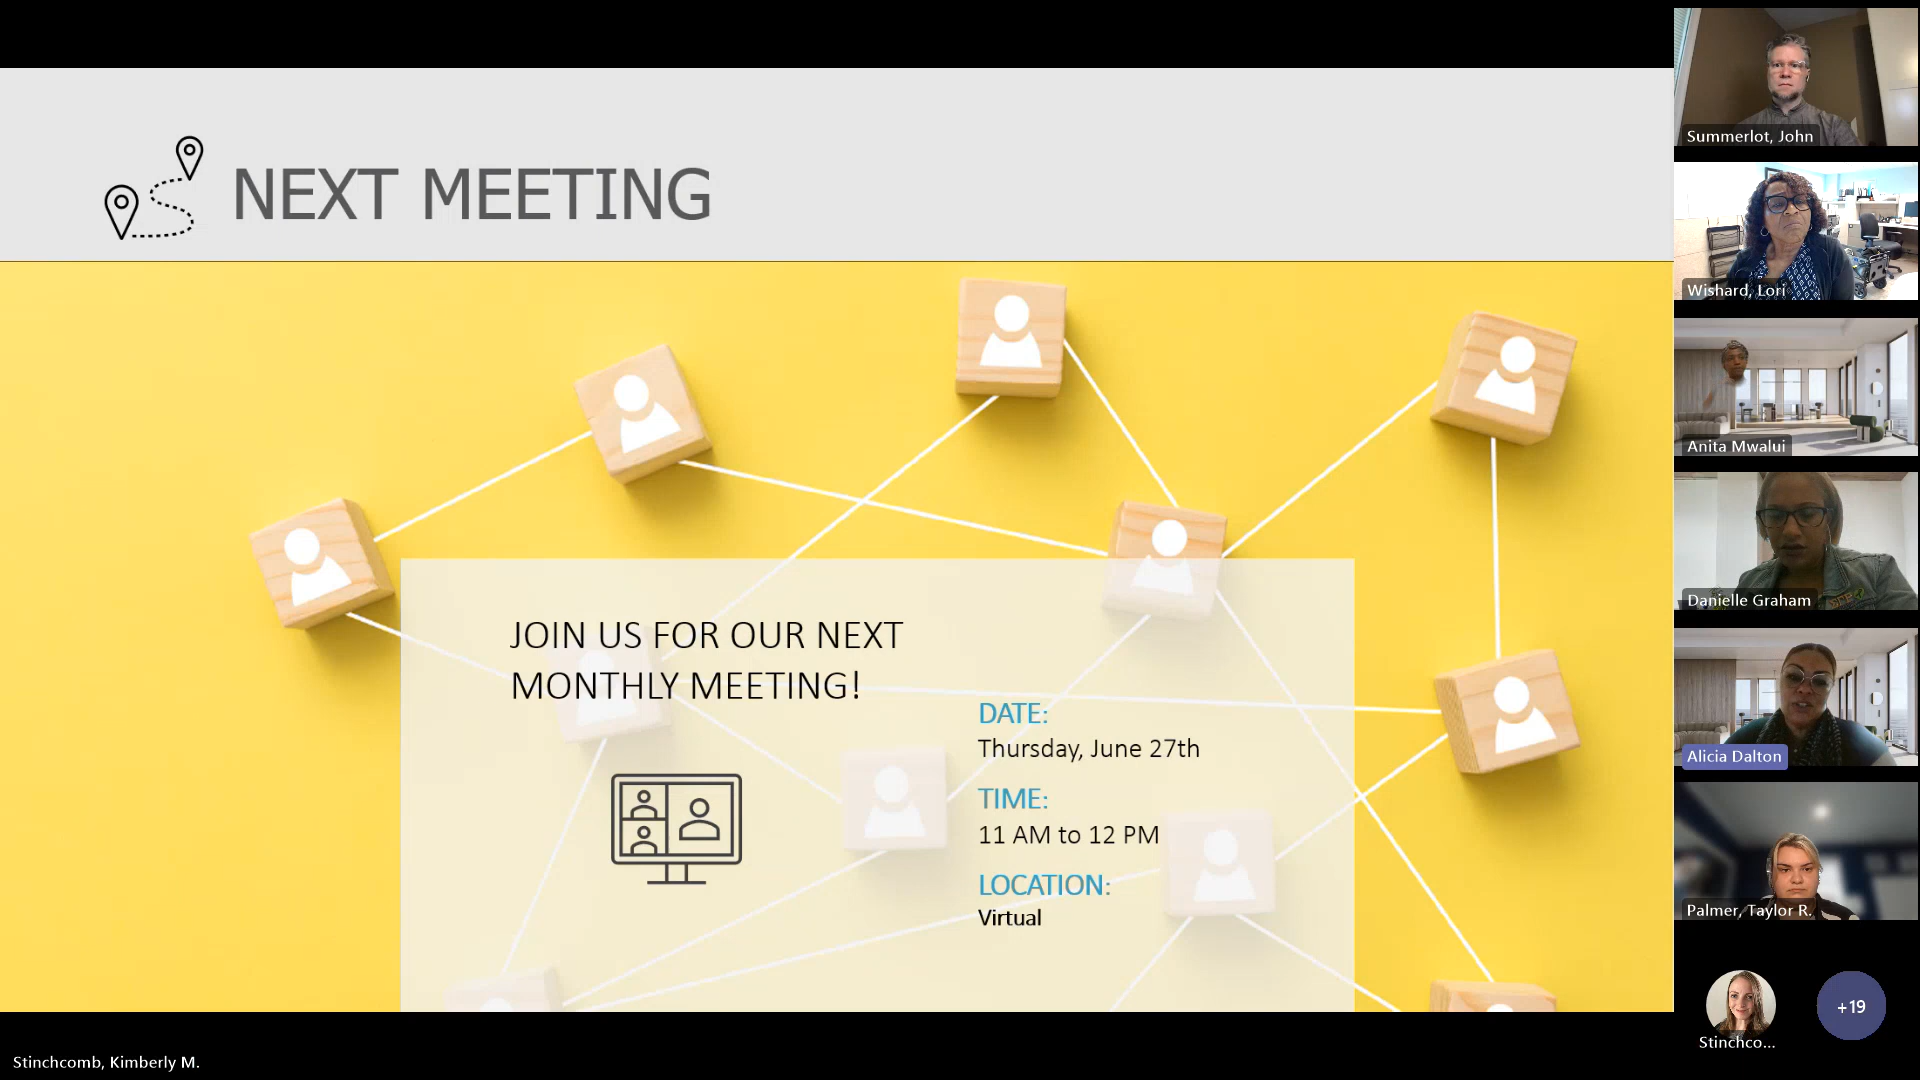 NEXT MEETING
JOIN US FOR OUR NEXT
MONTHLY MEETING!
DATE:
Thursday, June 27th
TIME:
11 AM to 12 PM
LOCATION:
Virtual
Summerlot, John
Wishard, Lori
Anita Mwalui
Danielle Graham
Alicia Dalton
Palmer, Taylor R.
Stinchco...
+19
Stinchcomb, Kimberly M.